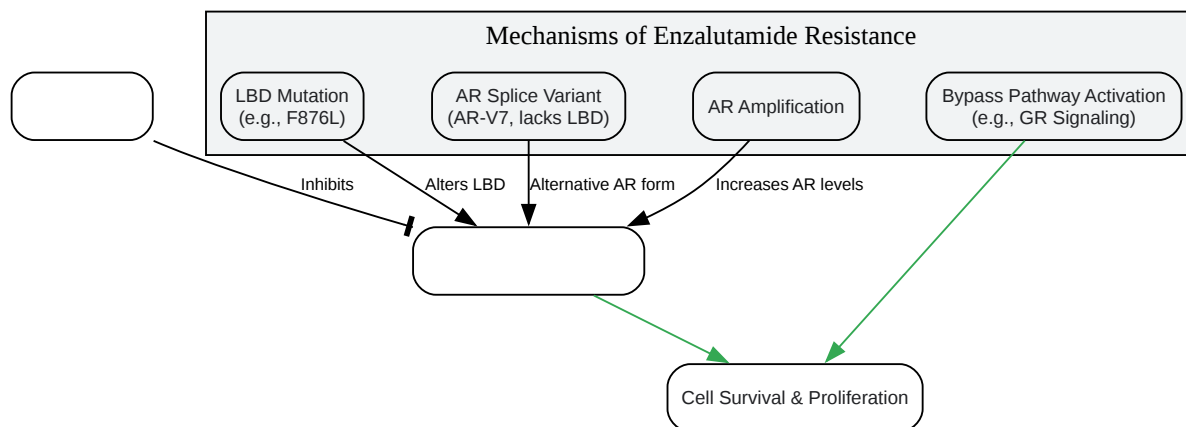 Mechanisms of Enzalutamide Resistance
LBD Mutation
(e.g., F876L)
AR Splice Variant
(AR-V7, lacks LBD)
AR Amplification
Bypass Pathway Activation
(e.g., GR Signaling)
Inhibits
Alters LBD
Alternative AR form
Increases AR levels
Cell Survival & Proliferation